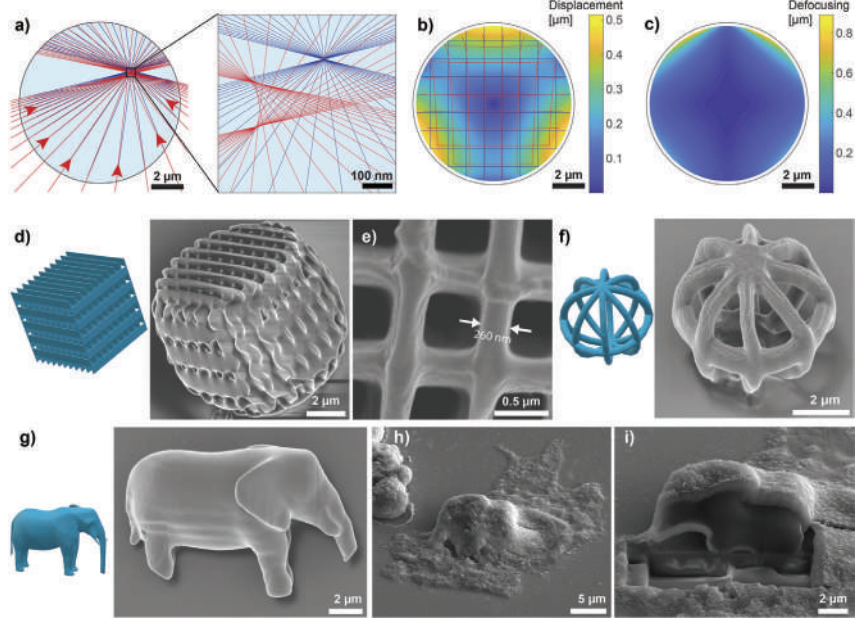 a)
2 µm
100 nm
b)
Displacement
[µm]
0.5
0.4
0.3
0.2
0.1
2 µm
c)
Defocusing
[µm]
0.8
0.6
0.4
0.2
2 µm
d)
2 µm
e)
260 nm
0.5 µm
f)
2 µm
g)
2 µm
h)
5 µm
i)
2 µm